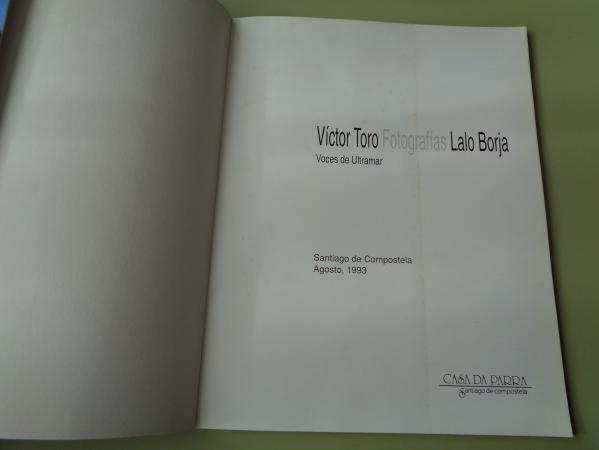 Víctor Toro Fotografías Lalo Borja
Voces de Ultramar
Santiago de Compostela
Agosto, 1993
CASA DA PARRA
Santiago de compostela